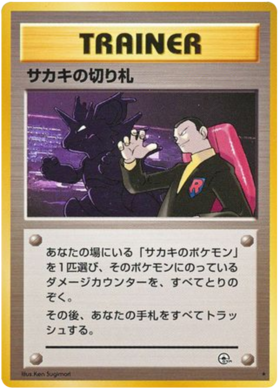 TRAINER
サカキの切り札
あなたの場にいる「サカキのポケモン」
を1匹選び、そのポケモンにのっている
ダメージカウンターを、すべてとりの
ぞく。
その後、あなたの手札をすべてトラッ
シュする。
Illus. Ken Sugimori
R